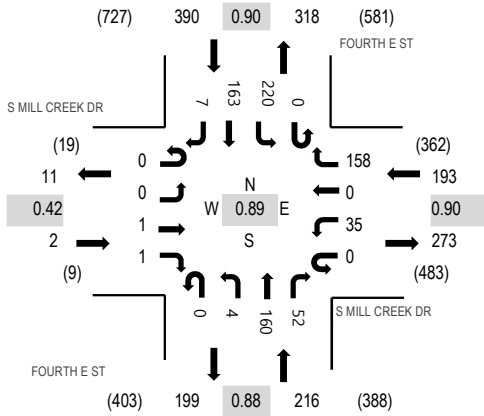 (727) 390 0.90 318 (581)
FOURTH E ST
7 163 220 0
S MILL CREEK DR
(19) (362)
11 0 158 193
0 N 0
0.42 W 0.89 E 0.90
2 1 S 35 273
1 0
(9) (483)
0 4 160 52
S MILL CREEK DR
FOURTH E ST
(403) 199 0.88 216 (388)